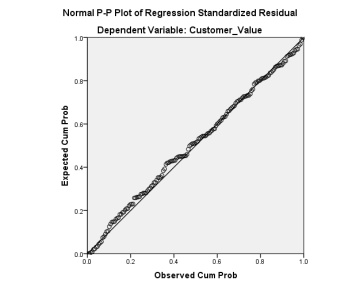 Normal P-P Plot of Regression Standardized Residual
Dependent Variable: Customer_Value
1.0
0.8
0.6
0.4
0.2
0.0
Expected Cum Prob
0.0 0.2 0.4 0.6 0.8 1.0
Observed Cum Prob